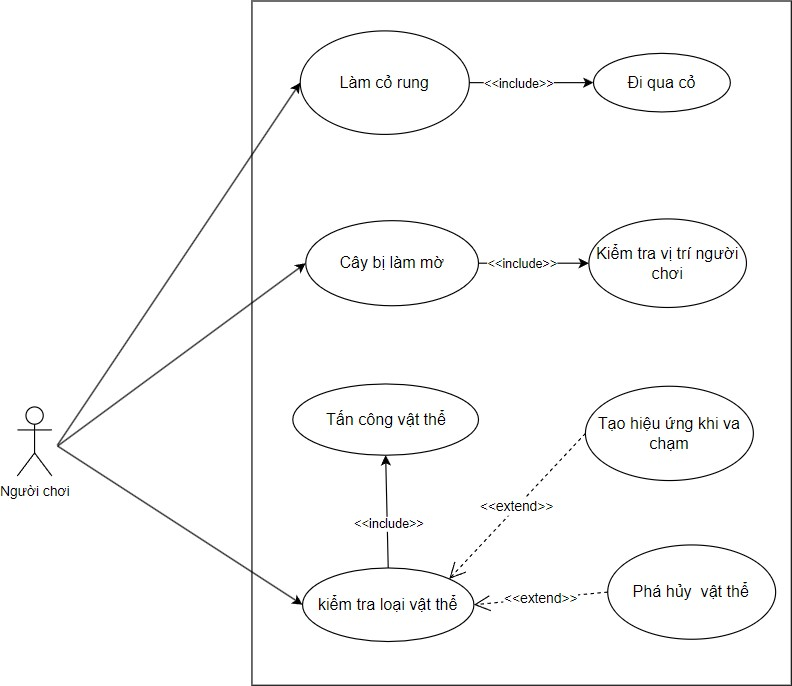 Làm cỏ rung
<<include>>
Đi qua cỏ
Cây bị làm mờ
<<include>>
Kiểm tra vị trí người
chơi
Tấn công vật thể
Tạo hiệu ứng khi va
chạm
Người chơi
<<extend>>
<<include>>
kiểm tra loại vật thể
<<extend>>
Phá hủy vật thể